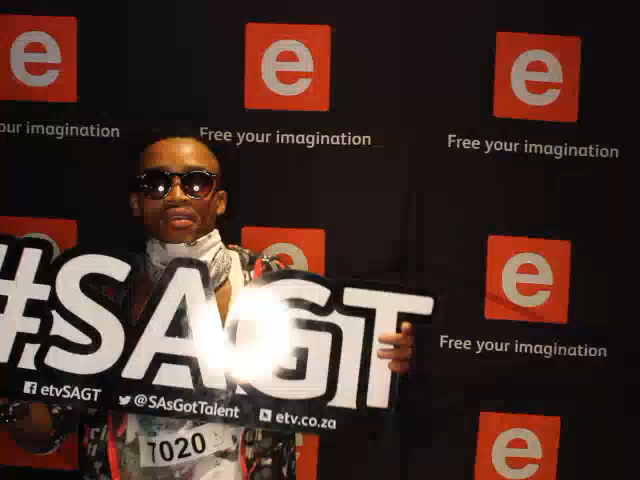 e
e
e
our imagination
Free your imagination
Free your imagination
e
e
Free your imagination
#SAGT
etvSAGT @SAsGotTalent etv.co.za
7020
e